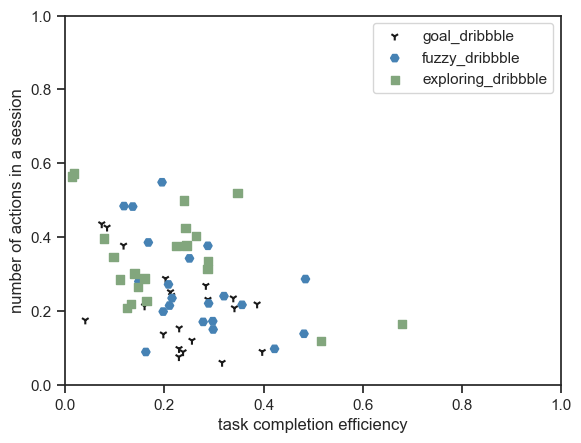 goal_dribbble
fuzzy_dribbble
exploring_dribbble
number of actions in a session
1.0
0.8
0.6
0.4
0.2
0.0
0.0 0.2 0.4 0.6 0.8 1.0
task completion efficiency